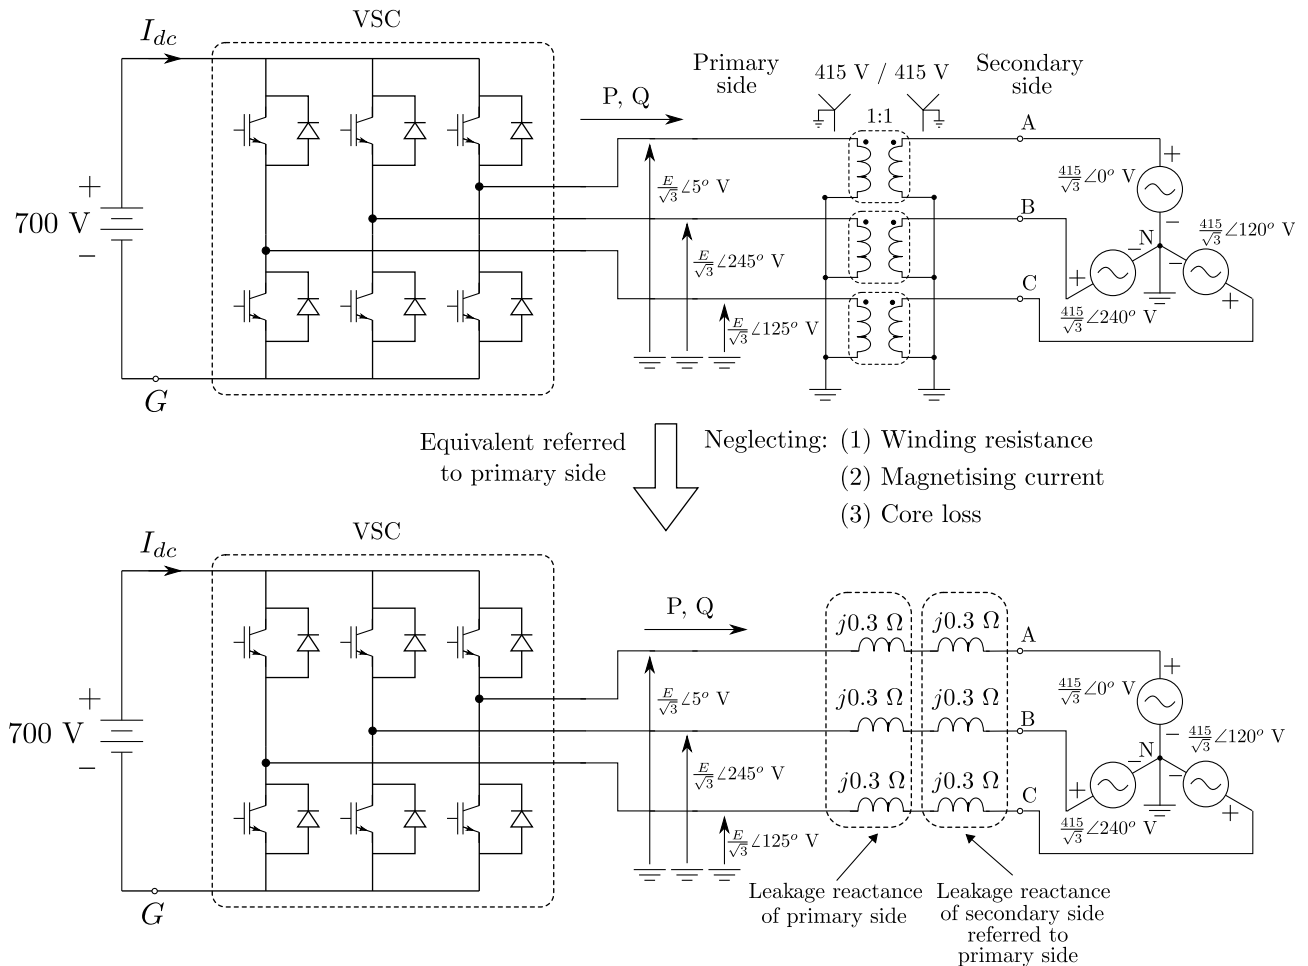 VSC
I_dc
Primary
side
415 V / 415 V
Secondary
side
P, Q
1:1
A
+
E/√3∠5° V
415/√3∠0° V
+
700 V
−
B
−
N
415/√3∠120° V
E/√3∠245° V
−
−
+
C
+
415/√3∠240° V
E/√3∠125° V
G
Equivalent referred
to primary side
Neglecting: (1) Winding resistance
(2) Magnetising current
(3) Core loss
VSC
I_dc
P, Q
j0.3 Ω
j0.3 Ω
A
+
E/√3∠5° V
415/√3∠0° V
+
700 V
−
j0.3 Ω
j0.3 Ω
B
−
N
415/√3∠120° V
E/√3∠245° V
−
−
j0.3 Ω
j0.3 Ω
+
C
+
415/√3∠240° V
E/√3∠125° V
G
Leakage reactance
of primary side
Leakage reactance
of secondary side
referred to
primary side